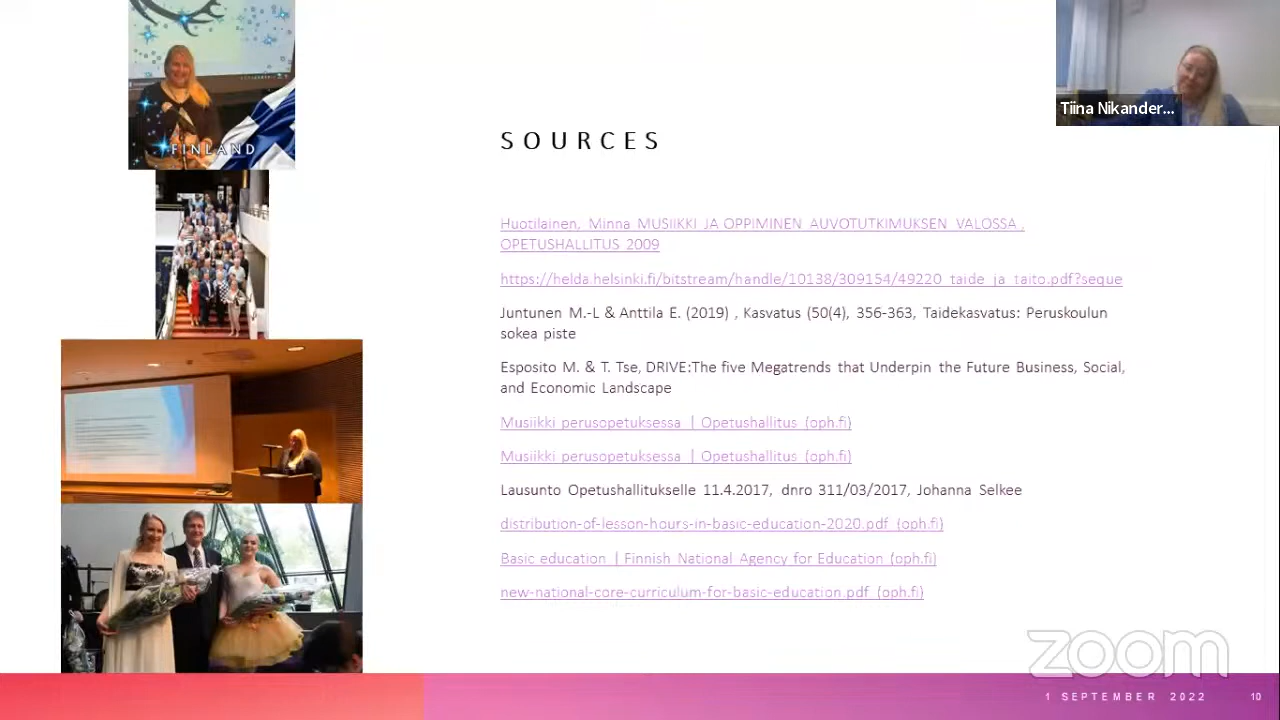 FINLAND
Tiina Nikander...
SOURCES
Huotilainen, Minna MUSIIKKI JA OPPIMINEN AUVOTUTKIMUKSEN VALOSSA ,
OPETUSHALLITUS 2009
https://helda.helsinki.fi/bitstream/handle/10138/309154/49220_taide_ja_taito.pdf?seque
Juntunen M.-L & Anttila E. (2019) , Kasvatus (50(4), 356-363, Taidekasvatus: Peruskoulun
sokea piste
Esposito M. & T. Tse, DRIVE:The five Megatrends that Underpin the Future Business, Social,
and Economic Landscape
Musiikki perusopetuksessa | Opetushallitus (oph.fi)
Musiikki perusopetuksessa | Opetushallitus (oph.fi)
Lausunto Opetushallitukselle 11.4.2017, dnro 311/03/2017, Johanna Selkee
distribution-of-lesson-hours-in-basic-education-2020.pdf (oph.fi)
Basic education | Finnish National Agency for Education (oph.fi)
new-national-core-curriculum-for-basic-education.pdf (oph.fi)
zoom
1 SEPTEMBER 2022
10